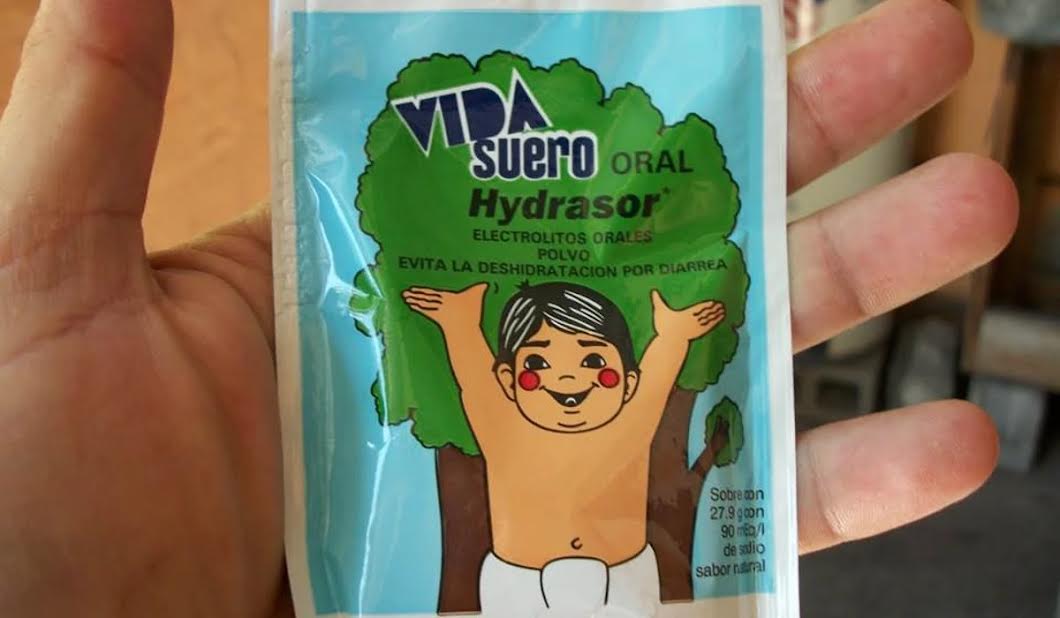 VIDA
suero ORAL
Hydrasor*
ELECTROLITOS ORALES
POLVO
EVITA LA DESHIDRATACION POR DIARREA
Sobre con
27.9 g con
90 mEq/l
de sodio
sabor natural